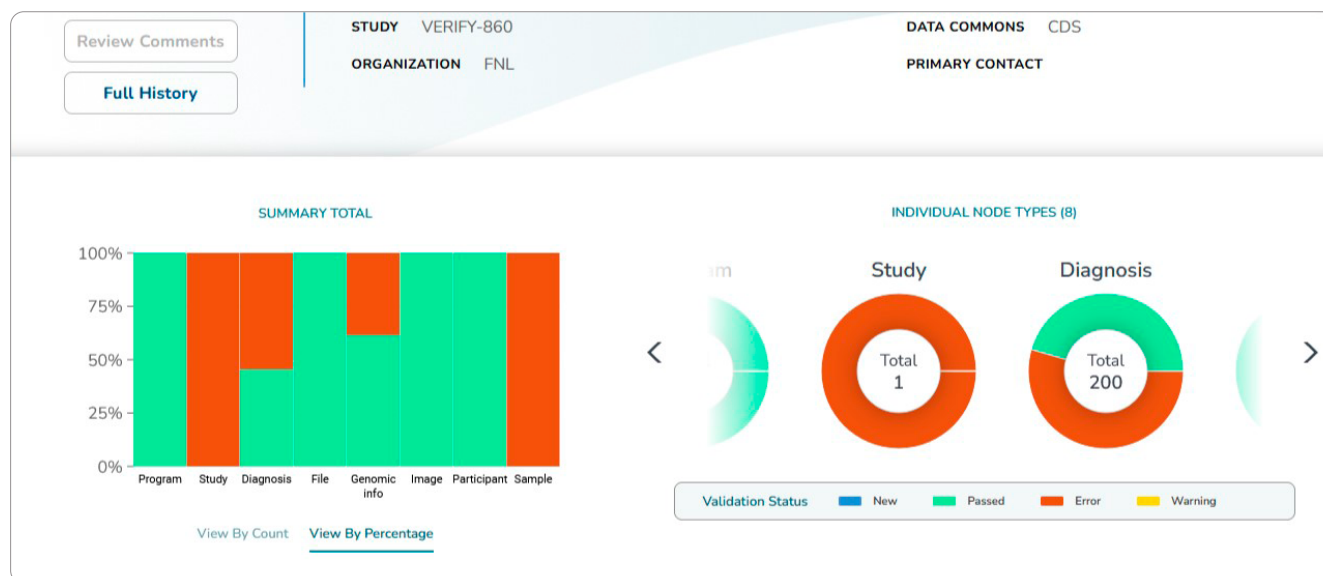 Review Comments
Full History
STUDY VERIFY-860
ORGANIZATION FNL
DATA COMMONS CDS
PRIMARY CONTACT
SUMMARY TOTAL
100%
75%
50%
25%
0%
Program Study Diagnosis File Genomic info Image Participant Sample
View By Count View By Percentage
INDIVIDUAL NODE TYPES (8)
Study
Total
1
Diagnosis
Total
200
Validation Status New Passed Error Warning